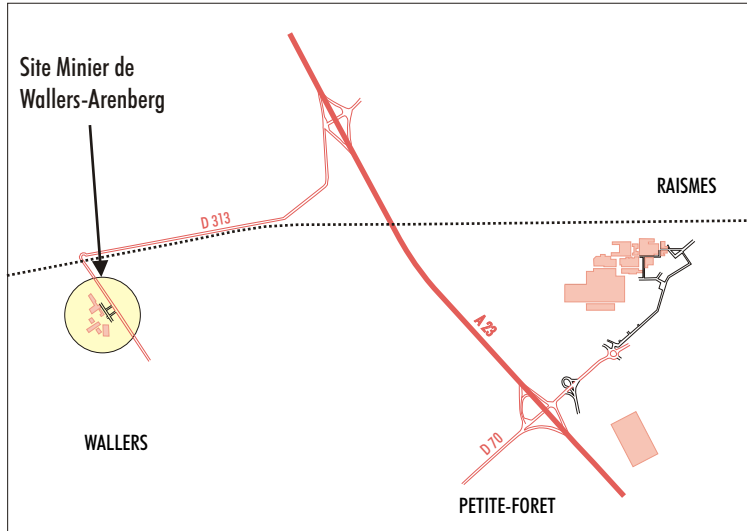 Site Minier de
Wallers-Arenberg
RAISMES
D 313
A 23
WALLERS
D 70
PETITE-FORET